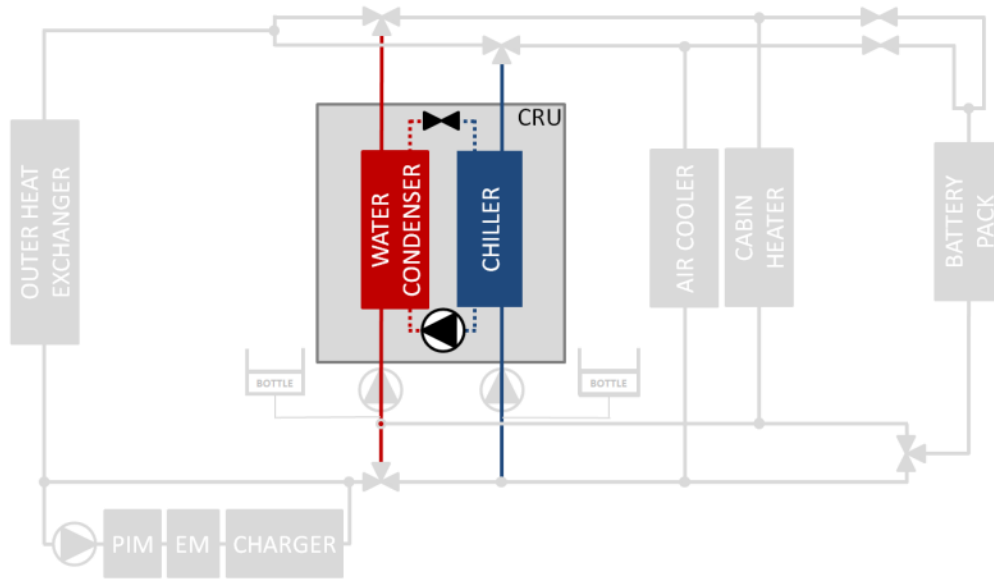 CRU
OUTER HEAT
EXCHANGER
WATER
CONDENSER
CHILLER
AIR COOLER
CABIN
HEATER
BATTERY
PACK
BOTTLE
BOTTLE
PIM
EM
CHARGER